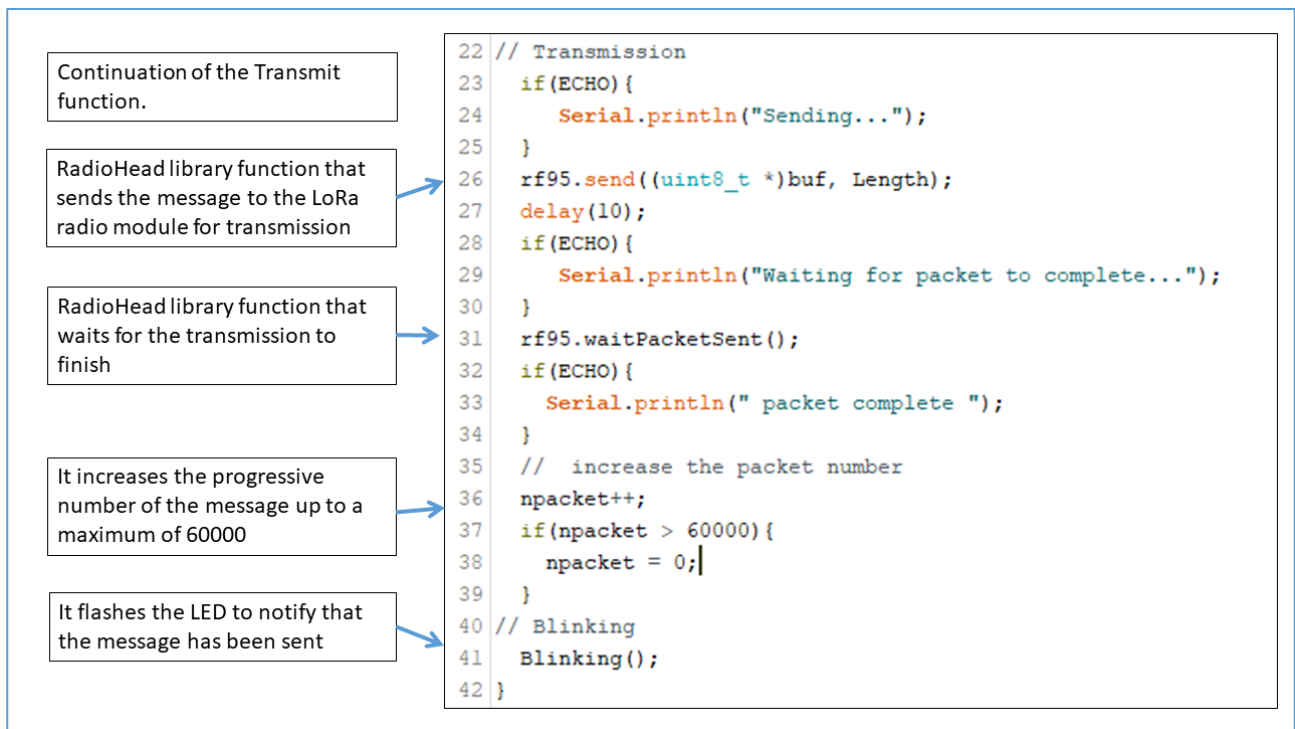 Continuation of the Transmit
function.
RadioHead library function that
sends the message to the LoRa
radio module for transmission
RadioHead library function that
waits for the transmission to
finish
It increases the progressive
number of the message up to a
maximum of 60000
It flashes the LED to notify that
the message has been sent
22 // Transmission
23 if(ECHO){
24 Serial.println("Sending...");
25 }
26 rf95.send((uint8_t *)buf, Length);
27 delay(10);
28 if(ECHO){
29 Serial.println("Waiting for packet to complete...");
30 }
31 rf95.waitPacketSent();
32 if(ECHO){
33 Serial.println(" packet complete ");
34 }
35 //  increase the packet number
36 npacket++;
37 if(npacket > 60000){
38 npacket = 0;
39 }
40 // Blinking
41 Blinking();
42 }